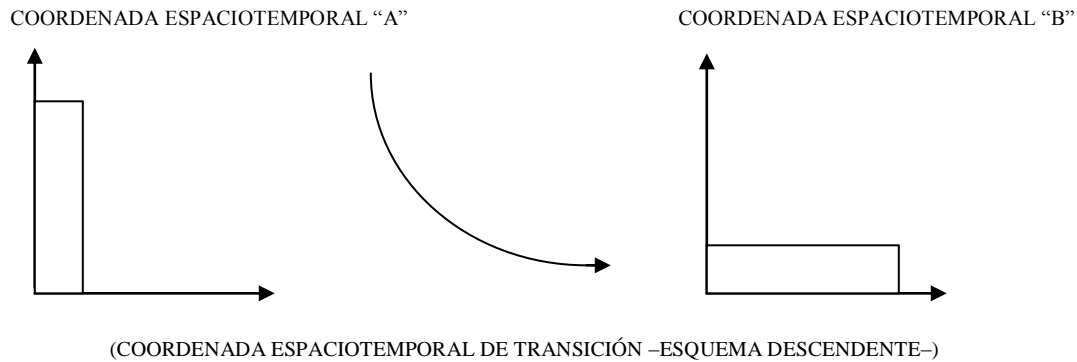 COORDENADA ESPACIOTEMPORAL “A”
COORDENADA ESPACIOTEMPORAL “B”
(COORDENADA ESPACIOTEMPORAL DE TRANSICIÓN –ESQUEMA DESCENDENTE–)